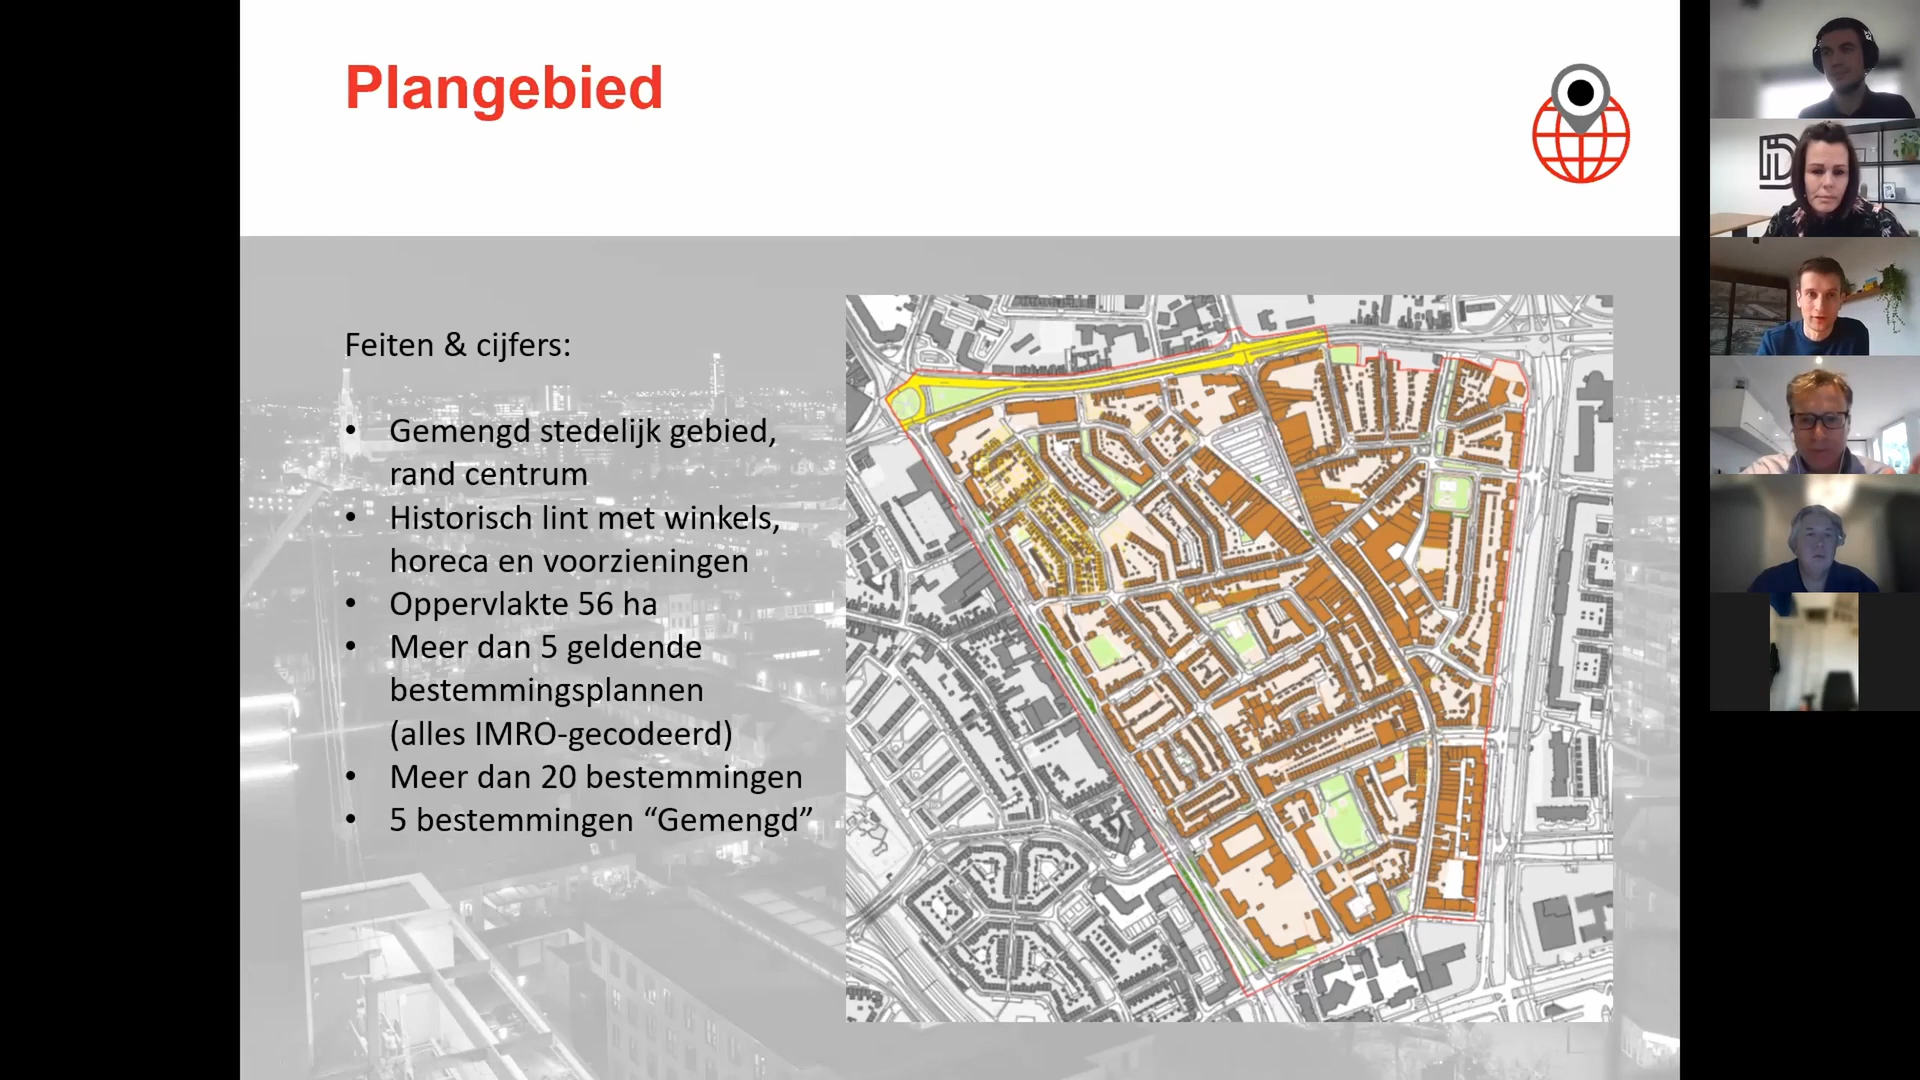 Plangebied
Feiten & cijfers:
• Gemengd stedelijk gebied,
rand centrum
• Historisch lint met winkels,
horeca en voorzieningen
• Oppervlakte 56 ha
• Meer dan 5 geldende
bestemmingsplannen
(alles IMRO-gecodeerd)
• Meer dan 20 bestemmingen
• 5 bestemmingen “Gemengd”